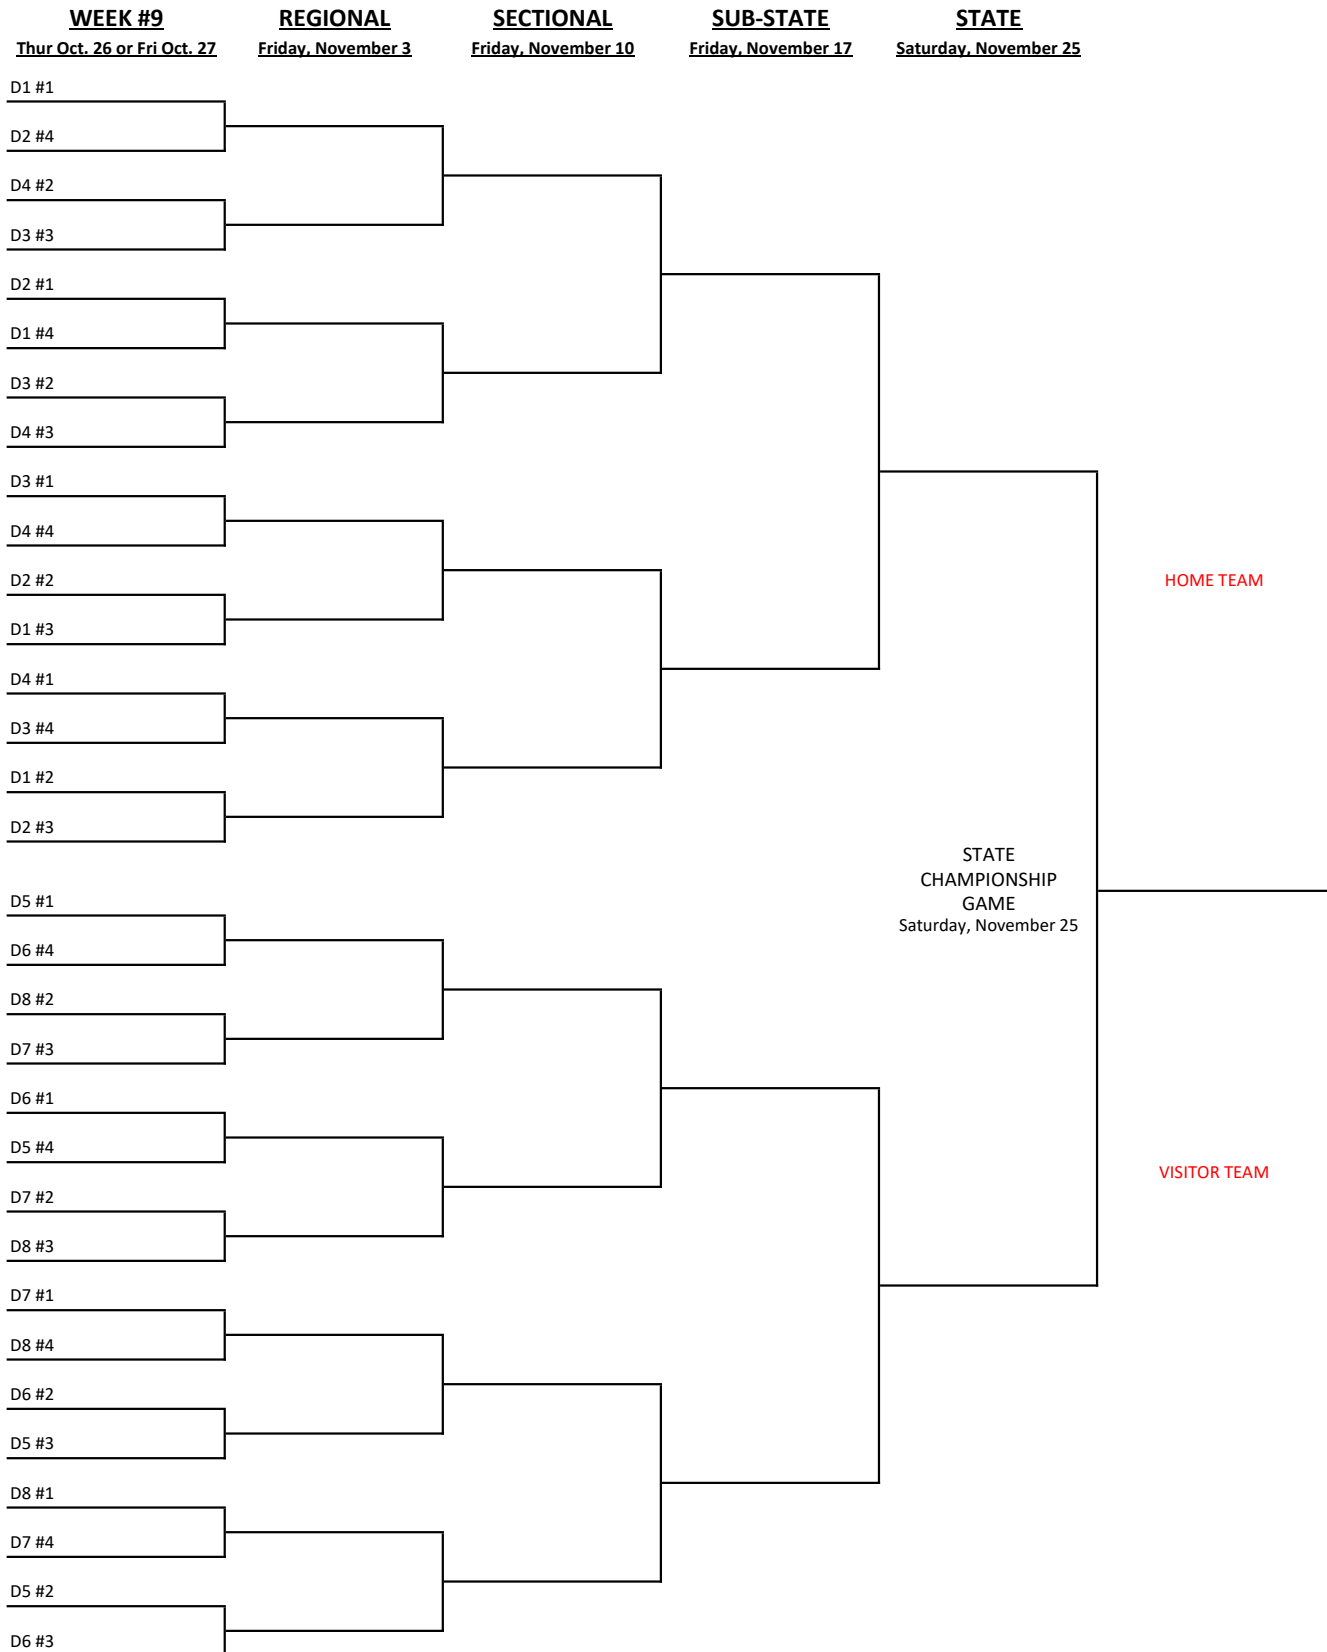 WEEK #9 REGIONAL SECTIONAL SUB-STATE STATE
Thur Oct. 26 or Fri Oct. 27 Friday, November 3 Friday, November 10 Friday, November 17 Saturday, November 25
D1 #1
D2 #4
D4 #2
D3 #3
D2 #1
D1 #4
D3 #2
D4 #3
D3 #1
D4 #4
D2 #2
HOME TEAM
D1 #3
D4 #1
D3 #4
D1 #2
D2 #3
STATE
CHAMPIONSHIP
GAME
Saturday, November 25
D5 #1
D6 #4
D8 #2
D7 #3
D6 #1
D5 #4
VISITOR TEAM
D7 #2
D8 #3
D7 #1
D8 #4
D6 #2
D5 #3
D8 #1
D7 #4
D5 #2
D6 #3